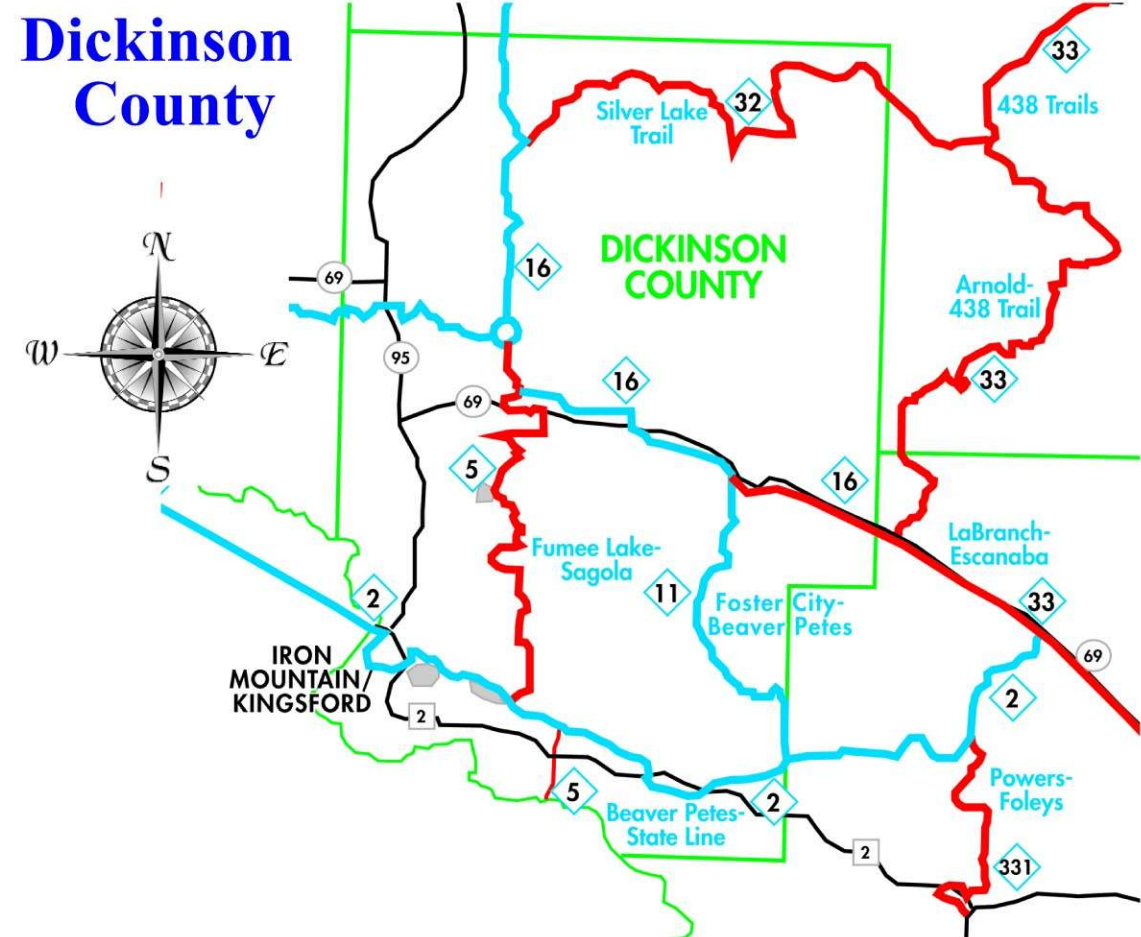 Dickinson
County
33
438 Trails
32
Silver Lake
Trail
N
W
E
S
DICKINSON
COUNTY
16
69
Arnold-
438 Trail
95
16
33
69
5
16
LaBranch-
Escanaba
Fumee Lake-
Sagola
11
Foster City-
Beaver Petes
2
33
IRON
MOUNTAIN/
KINGSFORD
69
2
2
5
2
Powers-
Foleys
Beaver Petes-
State Line
2
331